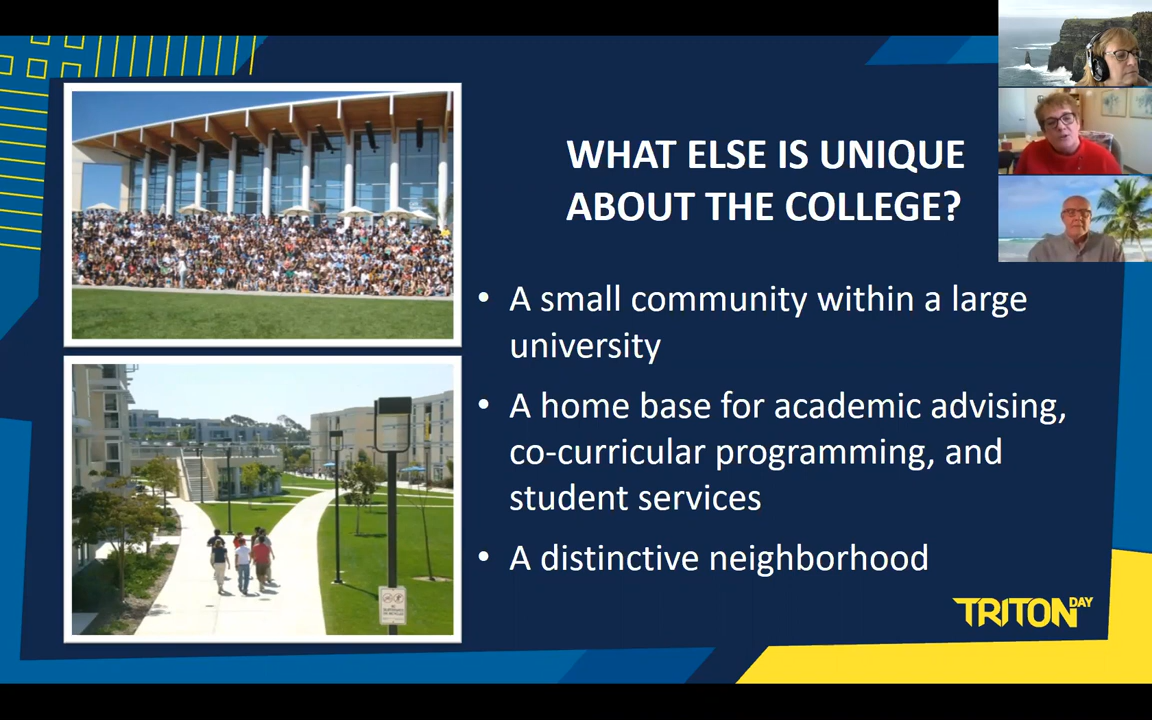 WHAT ELSE IS UNIQUE
ABOUT THE COLLEGE?
• A small community within a large
university
• A home base for academic advising,
co-curricular programming, and
student services
• A distinctive neighborhood
TRITON DAY